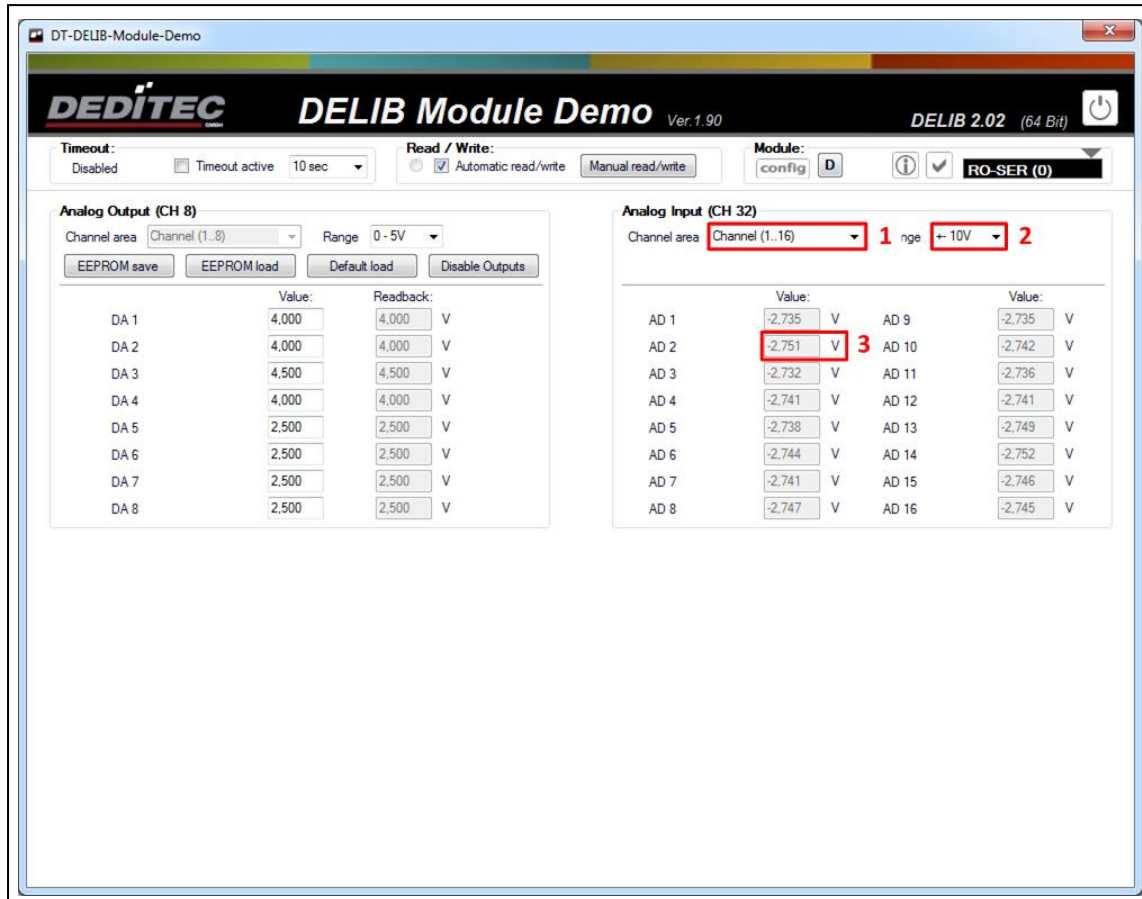 DT-DELIB-Module-Demo
DEDITEC
GMBH
DELIB Module Demo Ver. 1.90
DELIB 2.02 (64 Bit)
Timeout:
Disabled Timeout active 10 sec
Read / Write:
Automatic read/write Manual read/write
Module:
config D RO-SER (0)
Analog Output (CH 8)
Channel area Channel (1..8) Range 0 - 5V
EEPROM save EEPROM load Default load Disable Outputs
Value: Readback:
DA 1 4,000 4,000 V
DA 2 4,000 4,000 V
DA 3 4,500 4,500 V
DA 4 4,000 4,000 V
DA 5 2,500 2,500 V
DA 6 2,500 2,500 V
DA 7 2,500 2,500 V
DA 8 2,500 2,500 V
Analog Input (CH 32)
Channel area Channel (1..16) 1 nge +- 10V 2
Value: Value:
AD 1 -2,735 V AD 9 -2,735 V
AD 2 -2,751 V 3 AD 10 -2,742 V
AD 3 -2,732 V AD 11 -2,736 V
AD 4 -2,741 V AD 12 -2,741 V
AD 5 -2,738 V AD 13 -2,749 V
AD 6 -2,744 V AD 14 -2,752 V
AD 7 -2,741 V AD 15 -2,746 V
AD 8 -2,747 V AD 16 -2,745 V